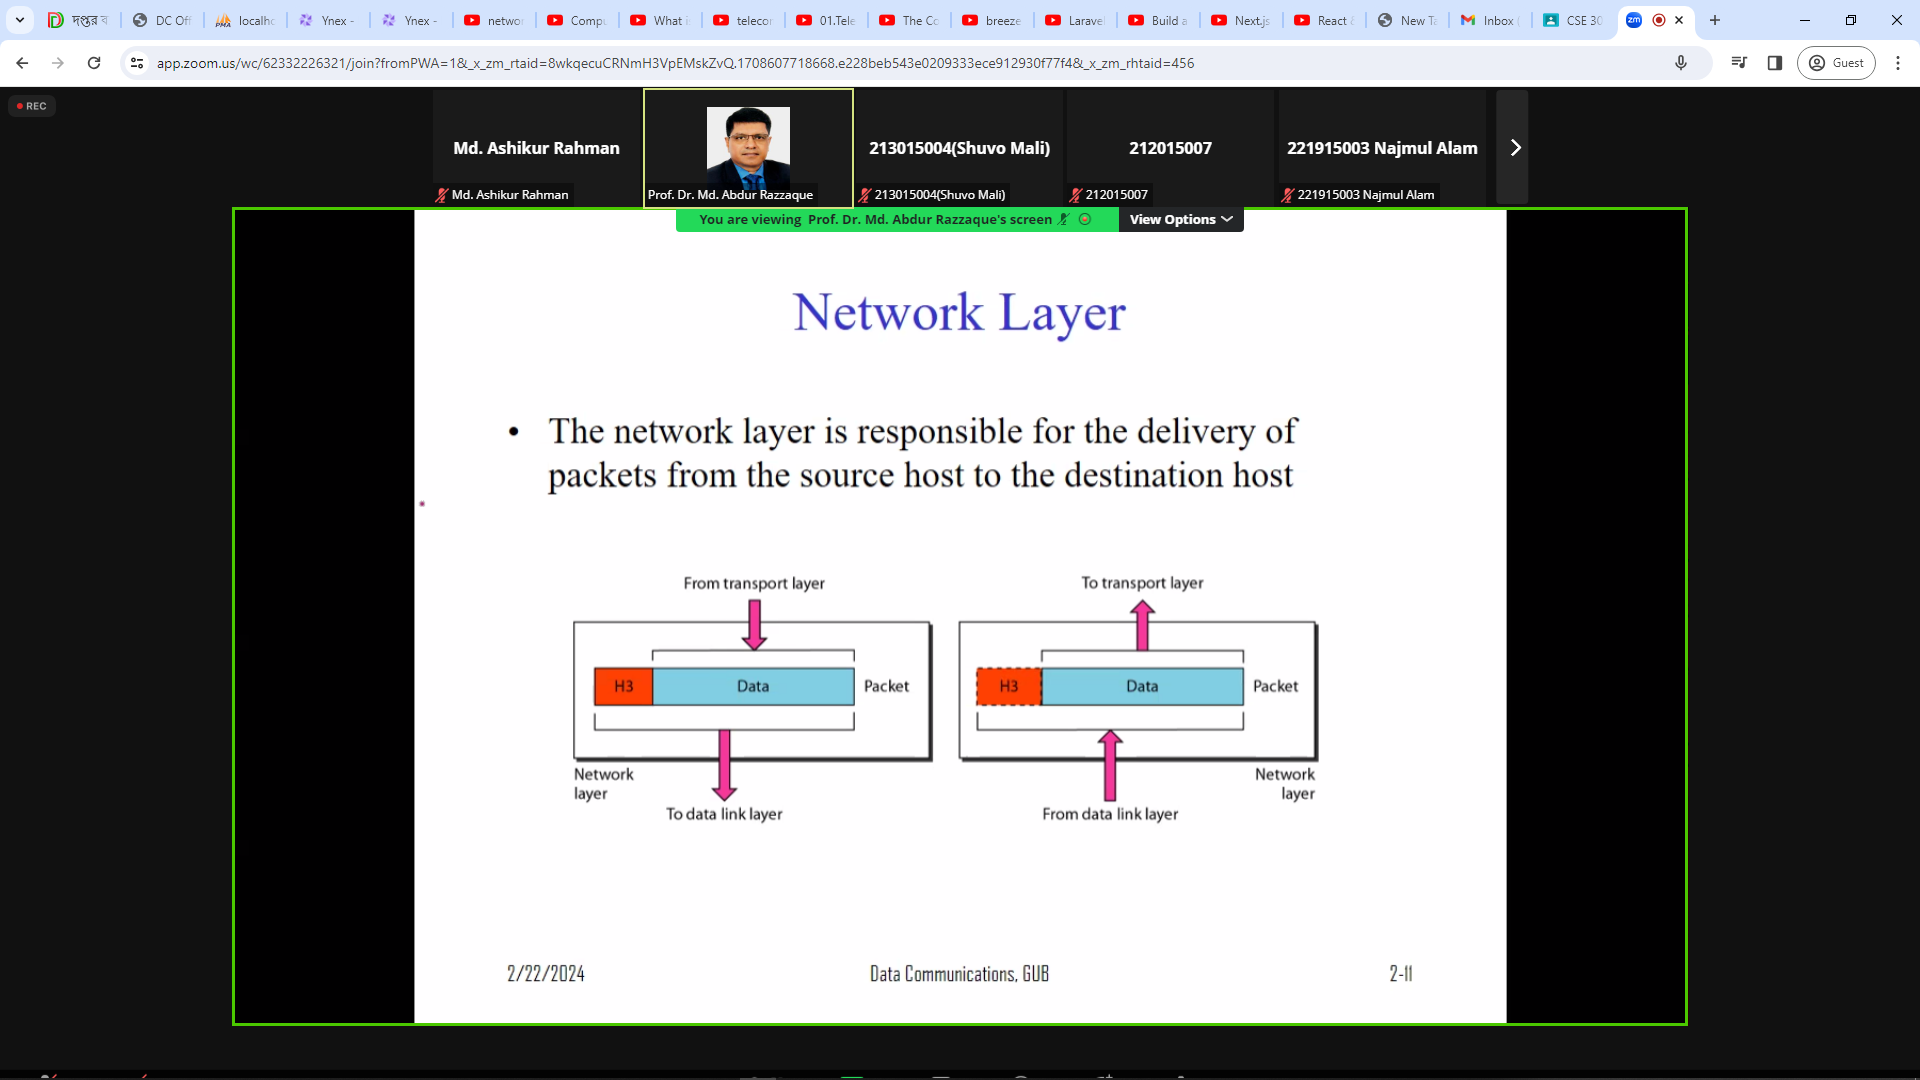 দপ্তর ব
DC Off
localho
Ynex -
Ynex -
networ
Compu
What i
telecor
01.Tele
The Co
breeze
Laravel
Build a
Next.js
React &
New Ta
Inbox (
CSE 30
zm
app.zoom.us/wc/62332226321/join?fromPWA=1&_x_zm_rtaid=8wkqecuCRNmH3VpEMskZvQ.1708607718668.e228beb543e0209333ece912930f77f4&_x_zm_rhtaid=456
Guest
REC
Md. Ashikur Rahman
213015004(Shuvo Mali)
212015007
221915003 Najmul Alam
Md. Ashikur Rahman
Prof. Dr. Md. Abdur Razzaque
213015004(Shuvo Mali)
212015007
221915003 Najmul Alam
You are viewing Prof. Dr. Md. Abdur Razzaque's screen
View Options
Network Layer
• The network layer is responsible for the delivery of
packets from the source host to the destination host
From transport layer
H3
Data
Packet
Network
layer
To data link layer
To transport layer
H3
Data
Packet
Network
layer
From data link layer
2/22/2024
Data Communications, GUB
2-11